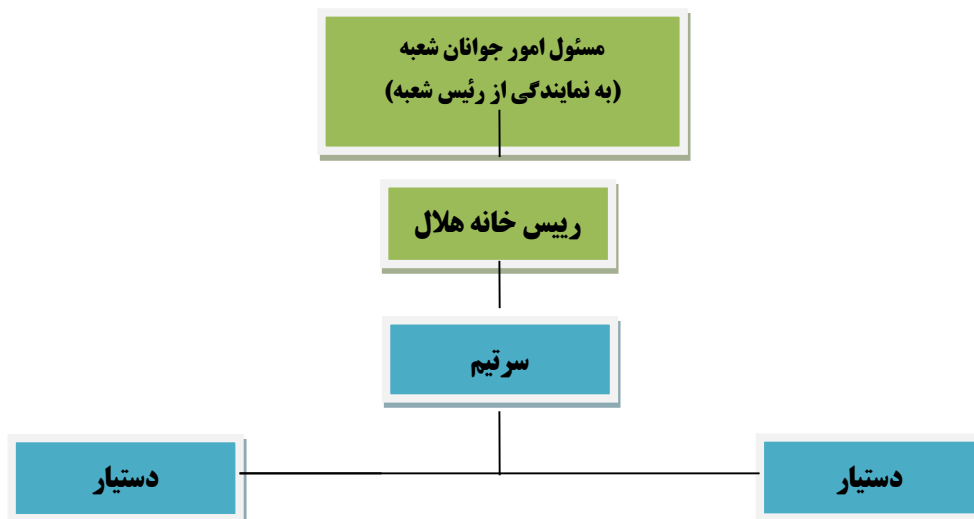 مسئول امور جوانان شعبه
(به نمایندگی از رئیس شعبه)
رییس خانه هلال
سرتیم
دستیار
دستیار